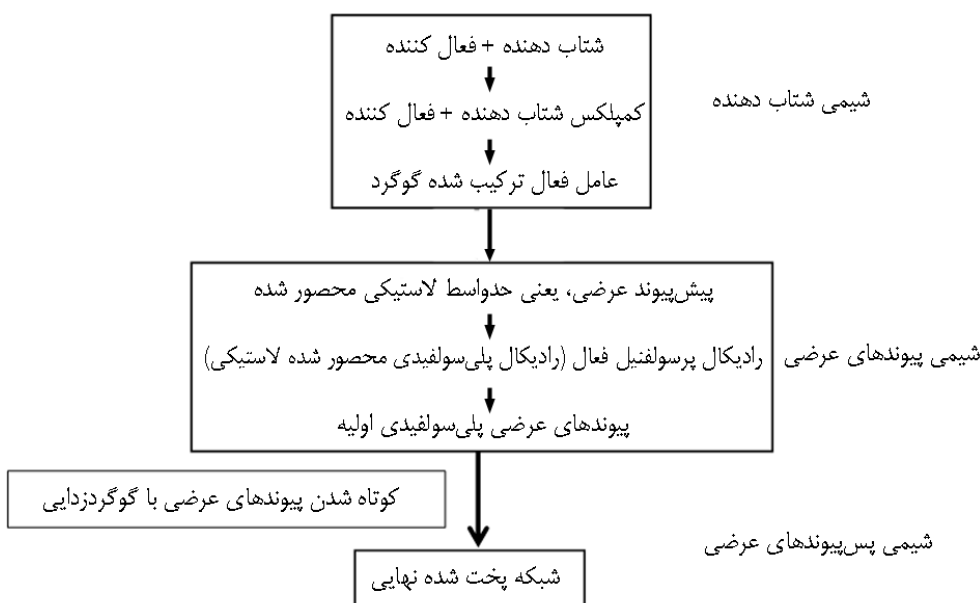 شتاب دهنده + فعال کننده
کمپلکس شتاب دهنده + فعال کننده
شیمی شتاب دهنده
عامل فعال ترکیب شده گوگرد
پیش‌پیوند عرضی، یعنی حدواسط لاستیکی محصور شده
رادیکال پرسولفنیل فعال (رادیکال پلی‌سولفیدی محصور شده لاستیکی)
شیمی پیوندهای عرضی
پیوندهای عرضی پلی‌سولفیدی اولیه
کوتاه شدن پیوندهای عرضی با گوگردزدایی
شیمی پس‌پیوندهای عرضی
شبکه پخت شده نهایی